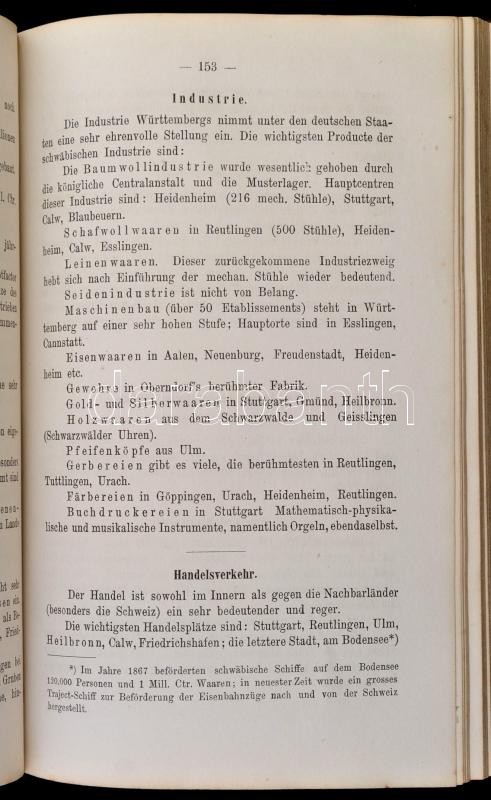 — 153 —
Industrie.
Die Industrie Württembergs nimmt unter den deutschen Staa-
ten eine sehr ehrenvolle Stellung ein. Die wichtigsten Producte der
schwäbischen Industrie sind:
Die Baumwollindustrie wurde wesentlich gehoben durch
die königliche Centralanstalt und die Musterlager. Hauptcentren
dieser Industrie sind: Heidenheim (216 mech. Stühle), Stuttgart,
Calw, Blaubeuern.
Schafwollwaaren in Reutlingen (500 Stühle), Heiden-
heim, Calw, Esslingen.
Leinenwaaren. Dieser zurückgekommene Industriezweig
hebt sich nach Einführung der mechan. Stühle wieder bedeutend.
Seidenindustrie ist nicht von Belang.
Maschinenbau (über 50 Etablissements) steht in Würt-
temberg auf einer sehr hohen Stufe; Hauptorte sind in Esslingen,
Cannstatt.
Eisenwaaren in Aalen, Neuenburg, Freudenstadt, Heiden-
heim etc.
Gewehre in Oberndorf's berühmter Fabrik.
Gold- und Silberwaaren in Stuttgart, Gmünd, Heilbronn.
Holzwaaren aus dem Schwarzwalde und Geisslingen
(Schwarzwälder Uhren).
Pfeifenköpfe aus Ulm.
Gerbereien gibt es viele, die berühmtesten in Reutlingen,
Tuttlingen, Urach.
Färbereien in Göppingen, Urach, Heidenheim, Reutlingen.
Buchdruckereien in Stuttgart Mathematisch-physika-
lische und musikalische Instrumente, namentlich Orgeln, ebendaselbst.
Handelsverkehr.
Der Handel ist sowohl im Innern als gegen die Nachbarländer
(besonders die Schweiz) ein sehr bedeutender und reger.
Die wichtigsten Handelsplätze sind: Stuttgart, Reutlingen, Ulm,
Heilbronn, Calw, Friedrichshafen; die letztere Stadt, am Bodensee*)
*) Im Jahre 1867 beförderten schwäbische Schiffe auf dem Bodensee
120,000 Personen und 1 Mill. Ctr. Waaren; in neuester Zeit wurde ein grosses
Traject-Schiff zur Beförderung der Eisenbahnzüge nach und von der Schweiz
hergestellt.
darabanth